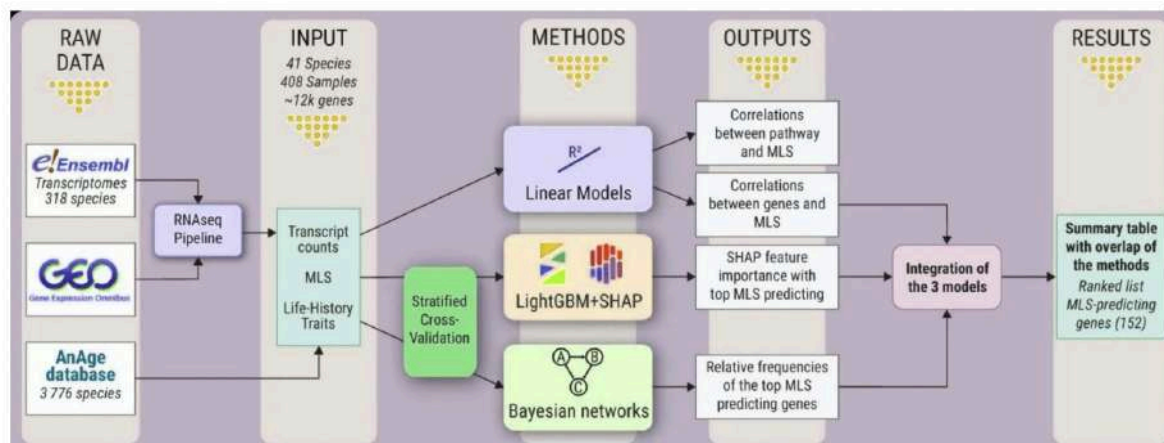 RAW
DATA
e!Ensembl
Transcriptomes
318 species
GEO
Gene Expression Omnibus
AnAge
database
3 776 species
RNAseq
Pipeline
INPUT
41 Species
408 Samples
~12k genes
Transcript
counts
MLS
Life-History
Traits
Stratified
Cross-
Validation
METHODS
R²
Linear Models
LightGBM+SHAP
A
B
C
Bayesian networks
OUTPUTS
Correlations
between pathway
and MLS
Correlations
between genes and
MLS
SHAP feature
importance with
top MLS predicting
Relative frequencies
of the top MLS
predicting genes
Integration of
the 3 models
RESULTS
Summary table
with overlap of
the methods
Ranked list
MLS-predicting
genes (152)